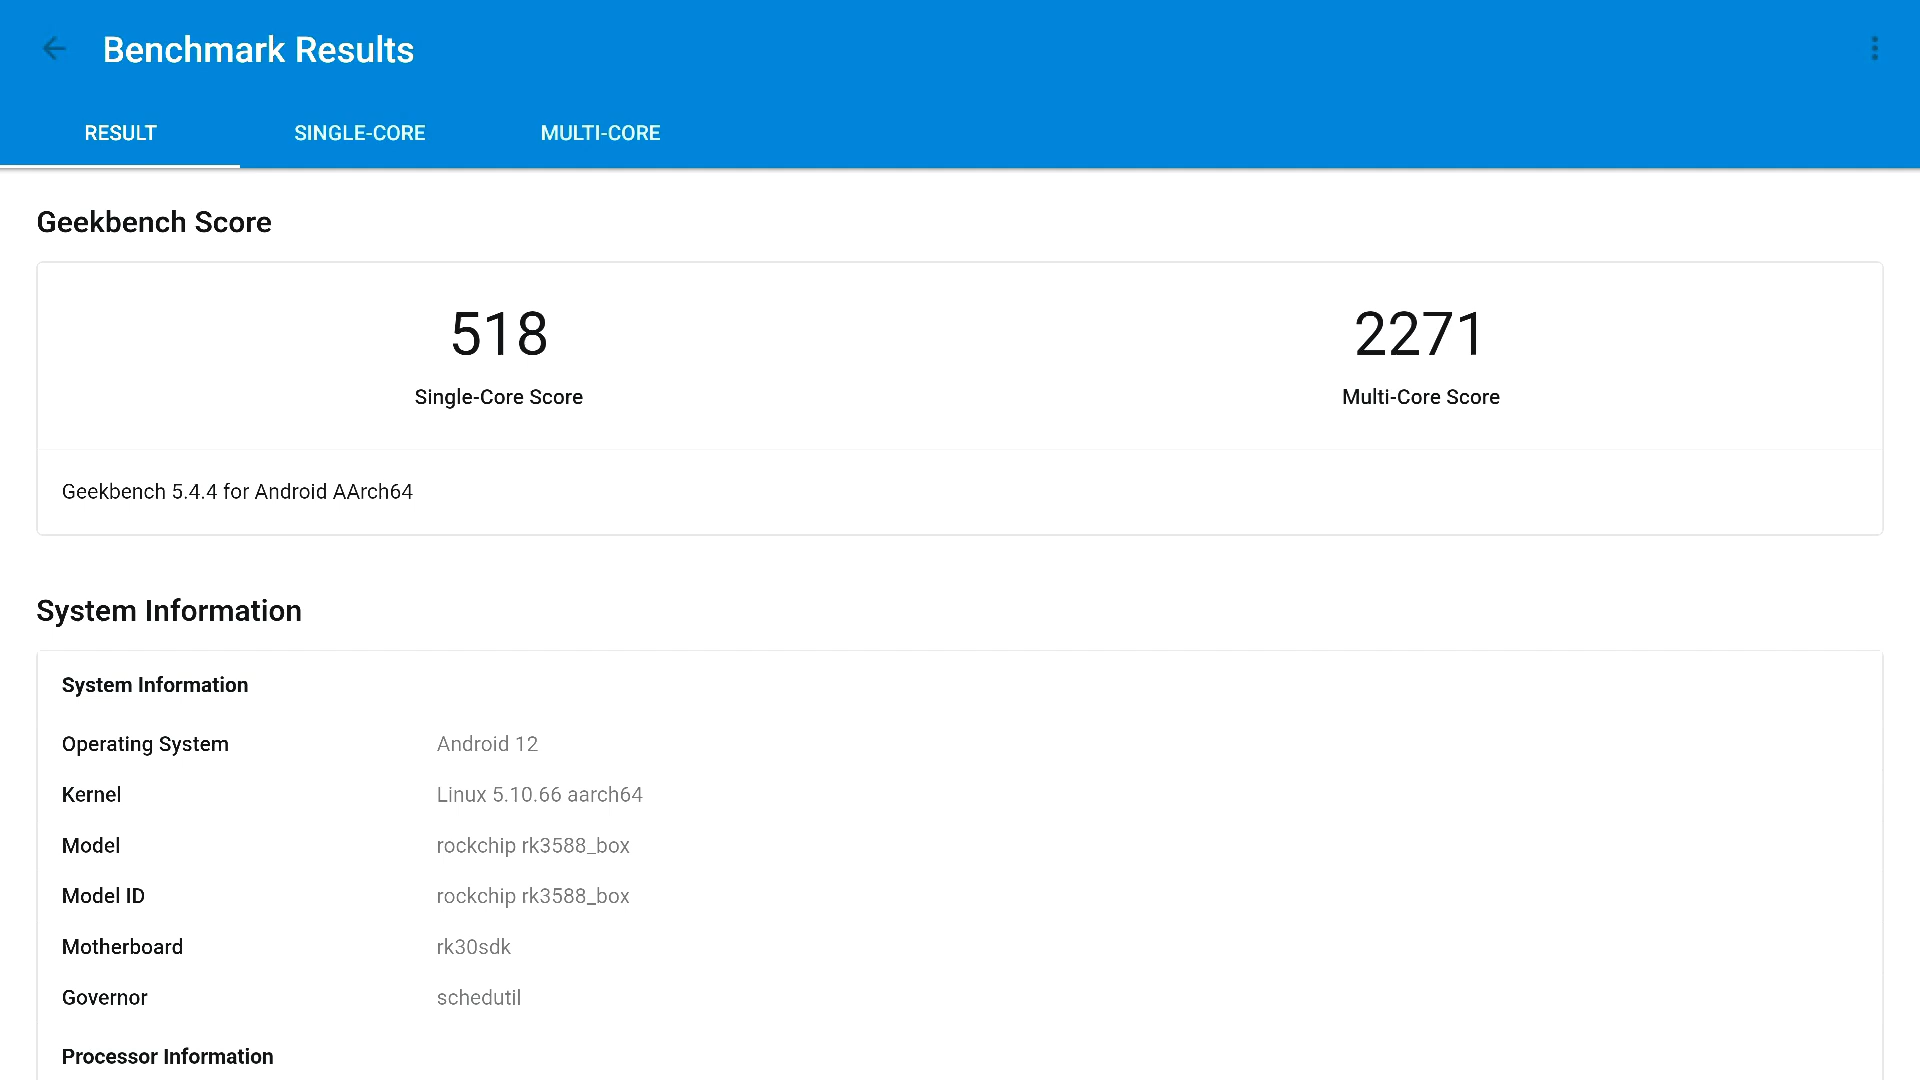 Benchmark Results
RESULT
SINGLE-CORE
MULTI-CORE
Geekbench Score
518
2271
Single-Core Score
Multi-Core Score
Geekbench 5.4.4 for Android AArch64
System Information
System Information
Operating System Android 12
Kernel Linux 5.10.66 aarch64
Model rockchip rk3588_box
Model ID rockchip rk3588_box
Motherboard rk30sdk
Governor schedutil
Processor Information